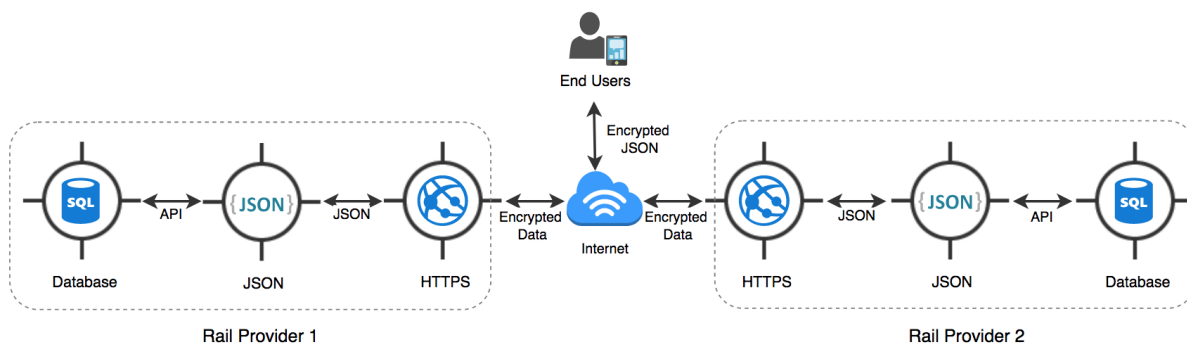 End Users
Encrypted
JSON
SQL
API
{JSON}
JSON
Encrypted
Data
Internet
Encrypted
Data
JSON
{JSON}
API
SQL
Database
JSON
HTTPS
HTTPS
JSON
Database
Rail Provider 1
Rail Provider 2